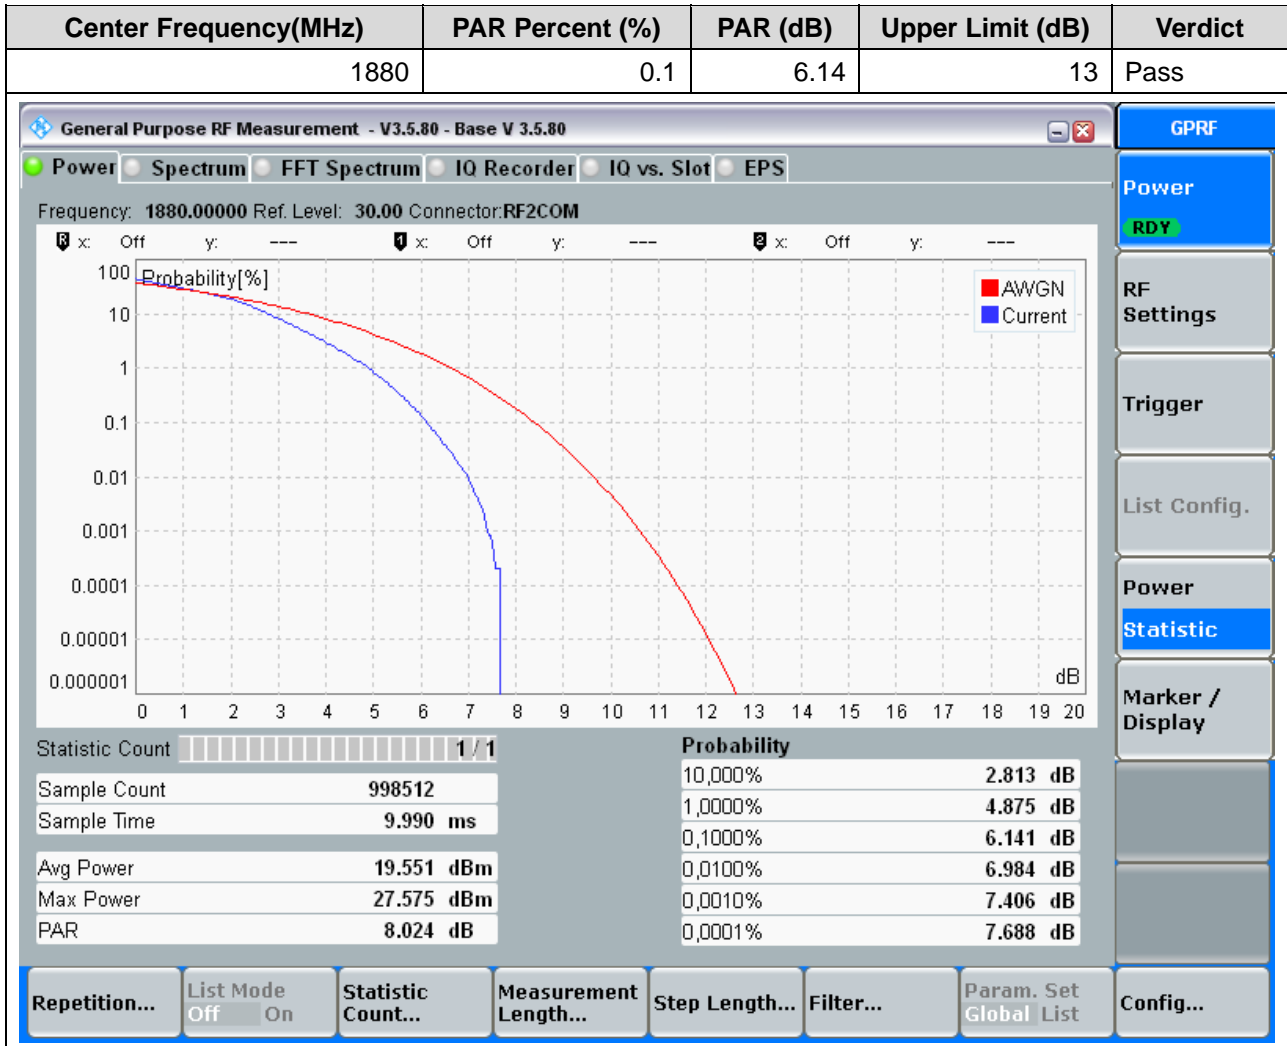 Center Frequency(MHz) PAR Percent (%) PAR (dB) Upper Limit (dB) Verdict
1880 0.1 6.14 13 Pass
General Purpose RF Measurement - V3.5.80 - Base V 3.5.80
GPRF
Power Spectrum FFT Spectrum IQ Recorder IQ vs. Slot EPS
Frequency: 1880.00000 Ref. Level: 30.00 Connector:RF2COM
R x: Off y: --- 1 x: Off y: --- 2 x: Off y: ---
Probability[%]
AWGN
Current
100
10
1
0.1
0.01
0.001
0.0001
0.00001
0.000001
dB
0 1 2 3 4 5 6 7 8 9 10 11 12 13 14 15 16 17 18 19 20
Statistic Count 1 / 1
Sample Count 998512
Sample Time 9.990 ms
Avg Power 19.551 dBm
Max Power 27.575 dBm
PAR 8.024 dB
Probability
10,000% 2.813 dB
1,0000% 4.875 dB
0,1000% 6.141 dB
0,0100% 6.984 dB
0,0010% 7.406 dB
0,0001% 7.688 dB
Power
RDY
RF
Settings
Trigger
List Config.
Power
Statistic
Marker /
Display
Repetition...
List Mode
Off On
Statistic
Count...
Measurement
Length...
Step Length...
Filter...
Param. Set
Global List
Config...